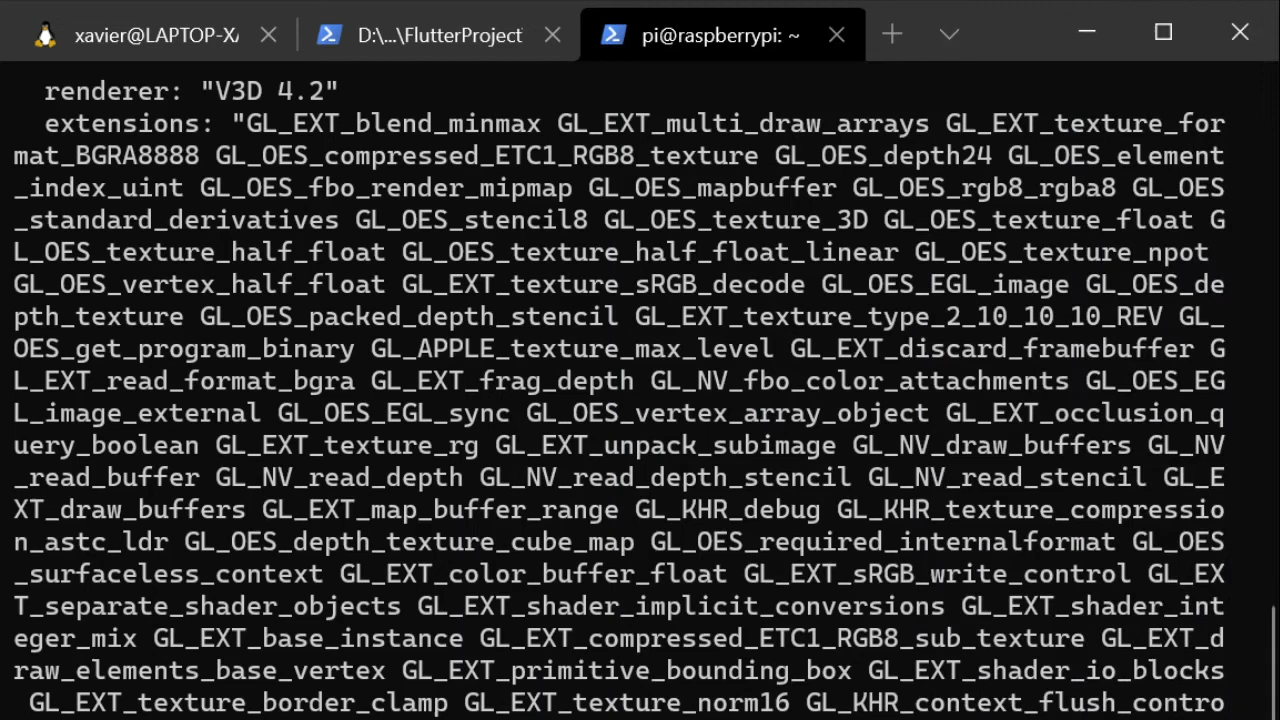 xavier@LAPTOP-XA
D:\...\FlutterProject
pi@raspberrypi: ~
renderer: "V3D 4.2"
extensions: "GL_EXT_blend_minmax GL_EXT_multi_draw_arrays GL_EXT_texture_for
mat_BGRA8888 GL_OES_compressed_ETC1_RGB8_texture GL_OES_depth24 GL_OES_element
_index_uint GL_OES_fbo_render_mipmap GL_OES_mapbuffer GL_OES_rgb8_rgba8 GL_OES
_standard_derivatives GL_OES_stencil8 GL_OES_texture_3D GL_OES_texture_float G
L_OES_texture_half_float GL_OES_texture_half_float_linear GL_OES_texture_npot
GL_OES_vertex_half_float GL_EXT_texture_sRGB_decode GL_OES_EGL_image GL_OES_de
pth_texture GL_OES_packed_depth_stencil GL_EXT_texture_type_2_10_10_10_REV GL_
OES_get_program_binary GL_APPLE_texture_max_level GL_EXT_discard_framebuffer G
L_EXT_read_format_bgra GL_EXT_frag_depth GL_NV_fbo_color_attachments GL_OES_EG
L_image_external GL_OES_EGL_sync GL_OES_vertex_array_object GL_EXT_occlusion_q
uery_boolean GL_EXT_texture_rg GL_EXT_unpack_subimage GL_NV_draw_buffers GL_NV
_read_buffer GL_NV_read_depth GL_NV_read_depth_stencil GL_NV_read_stencil GL_E
XT_draw_buffers GL_EXT_map_buffer_range GL_KHR_debug GL_KHR_texture_compressio
n_astc_ldr GL_OES_depth_texture_cube_map GL_OES_required_internalformat GL_OES
_surfaceless_context GL_EXT_color_buffer_float GL_EXT_sRGB_write_control GL_EX
T_separate_shader_objects GL_EXT_shader_implicit_conversions GL_EXT_shader_int
eger_mix GL_EXT_base_instance GL_EXT_compressed_ETC1_RGB8_sub_texture GL_EXT_d
raw_elements_base_vertex GL_EXT_primitive_bounding_box GL_EXT_shader_io_blocks
GL_EXT_texture_border_clamp GL_EXT_texture_norm16 GL_KHR_context_flush_contro